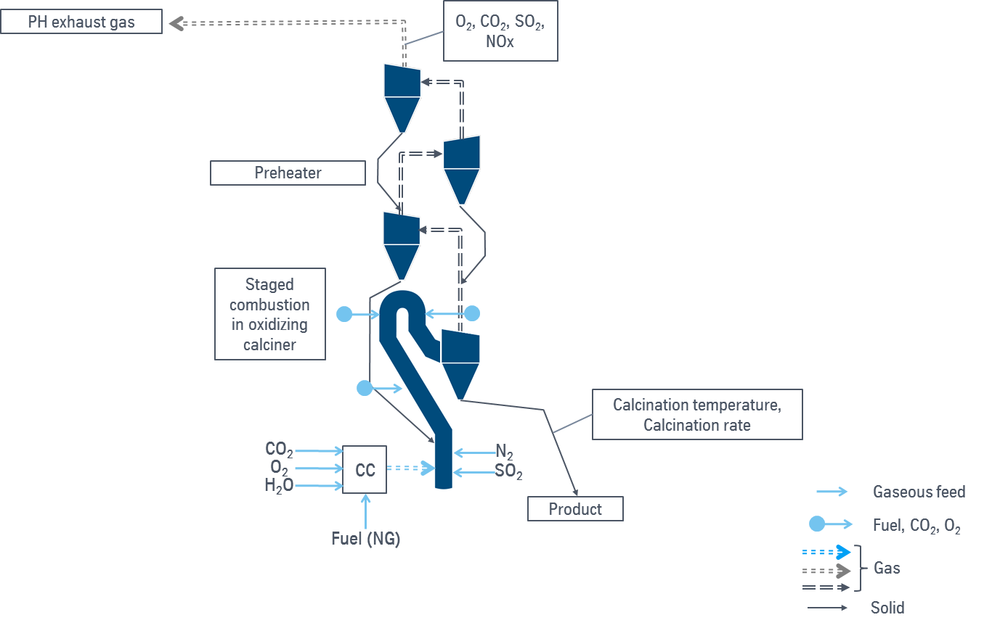 PH exhaust gas
O₂, CO₂, SO₂,
NOx
Preheater
Staged
combustion
in oxidizing
calciner
Calcination temperature,
Calcination rate
CO₂
O₂
H₂O
CC
N₂
SO₂
Fuel (NG)
Product
Gaseous feed
Fuel, CO₂, O₂
Gas
Solid